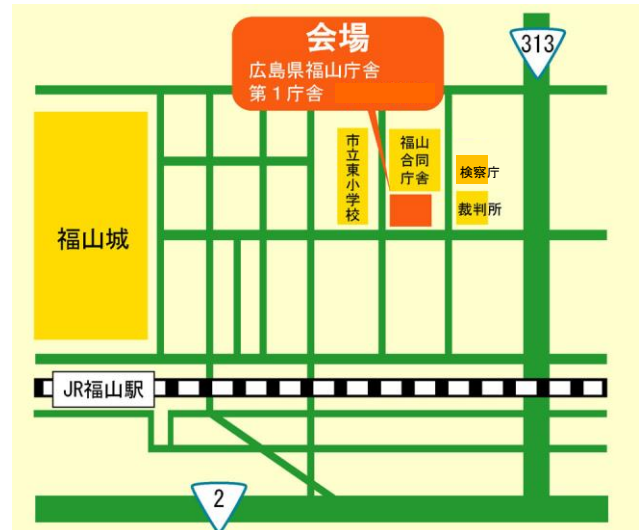 会場
広島県福山庁舎
第１庁舎
313
市立東小学校
福山
合同
庁舎
検察庁
裁判所
福山城
JR福山駅
2